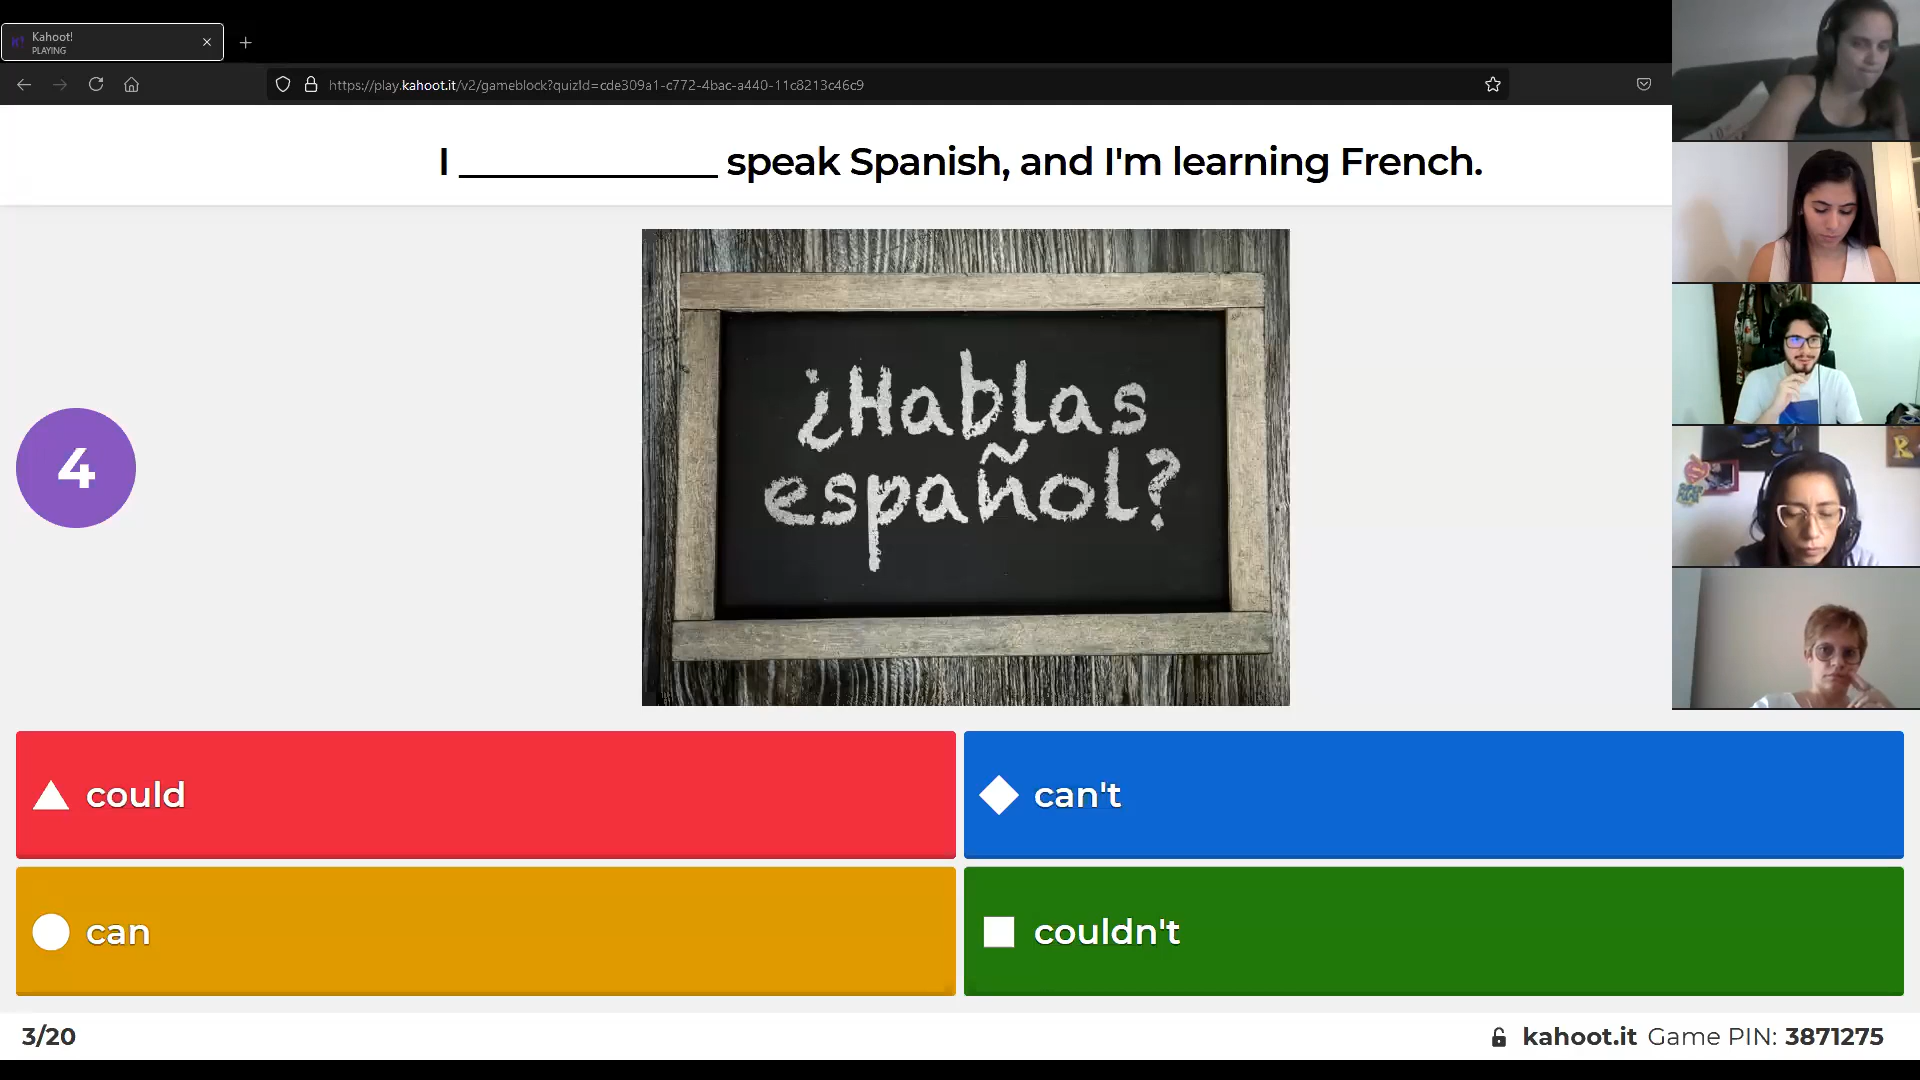 Kahoot!
PLAYING
https://play.kahoot.it/v2/gameblock?quizId=cde309a1-c772-4bac-a440-11c8213c46c9
I _____________ speak Spanish, and I'm learning French.
¿Hablas
español?
4
could
can't
can
couldn't
3/20
kahoot.it Game PIN: 3871275